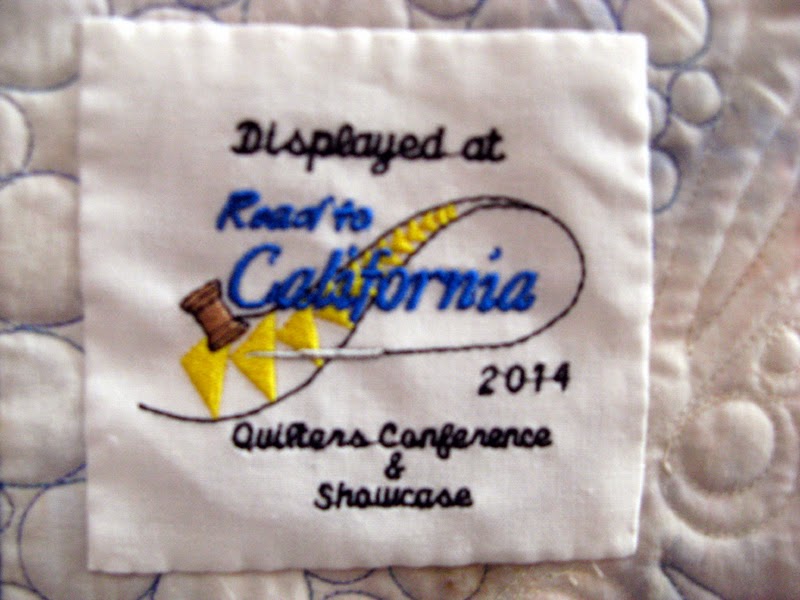 Displayed at
Road to
California
2014
Quilters Conference
&
Showcase